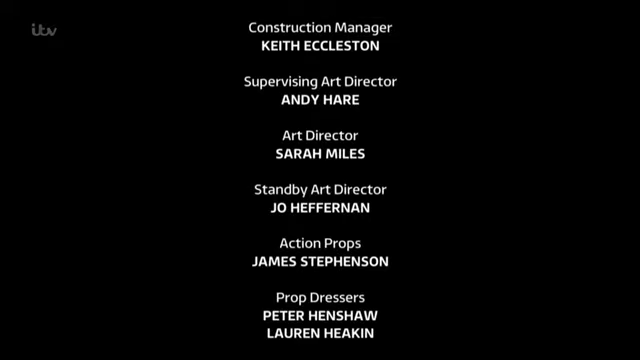 itv
Construction Manager
KEITH ECCLESTON
Supervising Art Director
ANDY HARE
Art Director
SARAH MILES
Standby Art Director
JO HEFFERNAN
Action Props
JAMES STEPHENSON
Prop Dressers
PETER HENSHAW
LAUREN HEAKIN